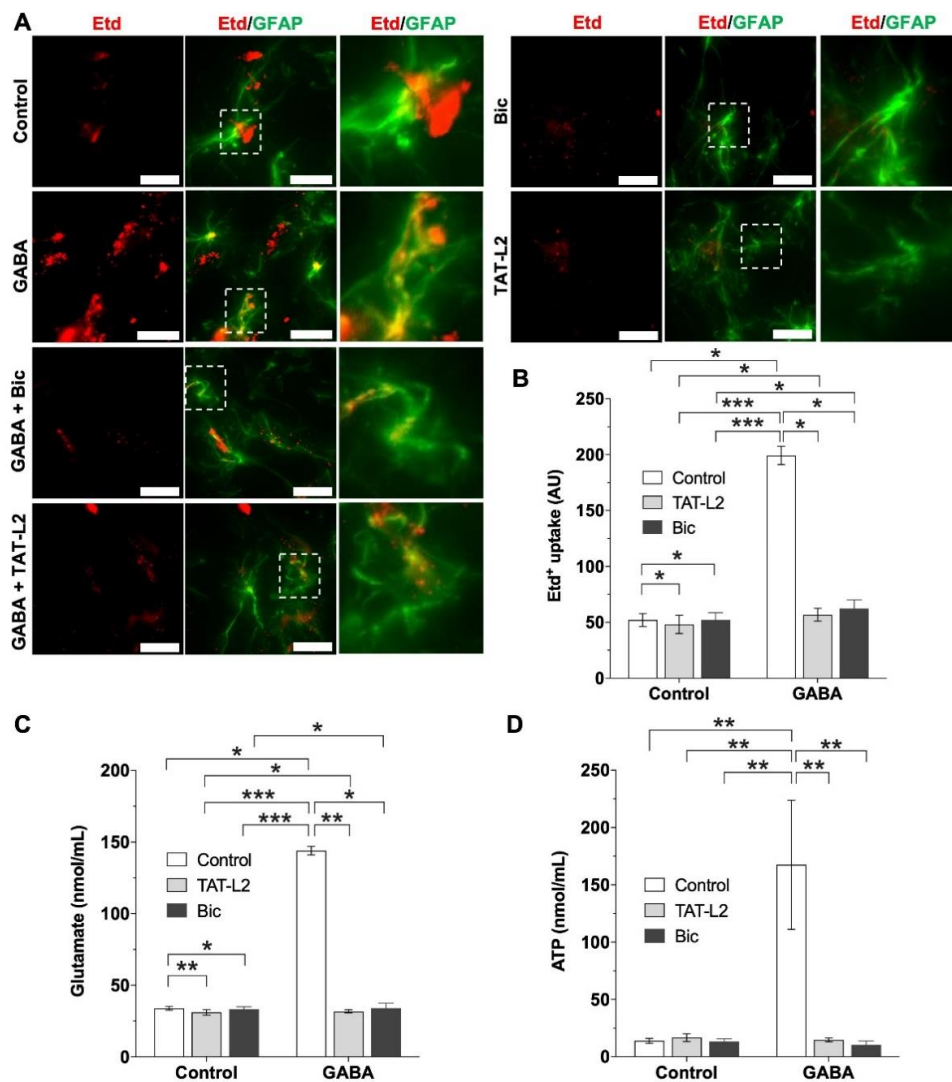 A
Etd Etd/GFAP Etd/GFAP
Control
GABA
GABA + Bic
GABA + TAT-L2
Etd Etd/GFAP Etd/GFAP
Bic
TAT-L2
B
* 
*
*
*** *
*** *
Etd⁺ uptake (AU)
250
200
150
100
50
0
Control
TAT-L2
Bic
*
*
Control GABA
C
*
*
*
*** *
*** **
Glutamate (nmol/mL)
200
150
100
50
0
Control
TAT-L2
Bic
*
**
Control GABA
D
**
** **
** **
ATP (nmol/mL)
250
200
150
100
50
0
Control
TAT-L2
Bic
Control GABA